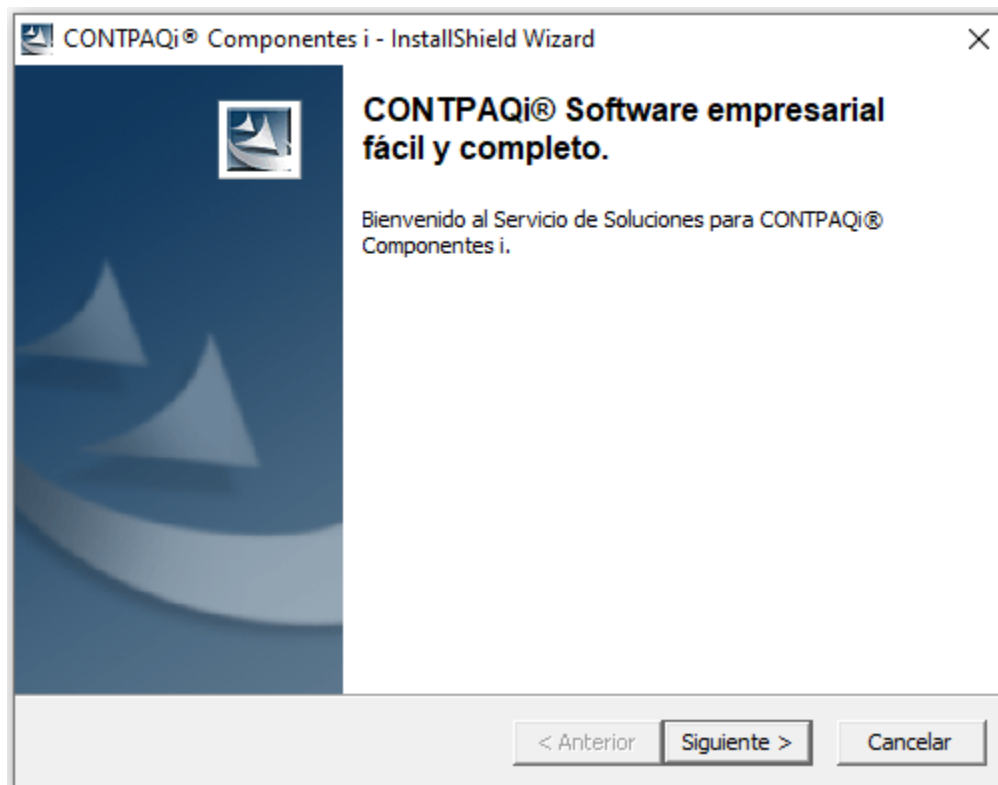 CONTPAQi® Componentes i - InstallShield Wizard
CONTPAQi® Software empresarial
fácil y completo.
Bienvenido al Servicio de Soluciones para CONTPAQi®
Componentes i.
< Anterior
Siguiente >
Cancelar